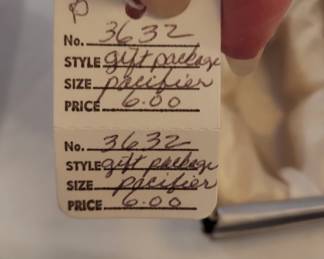 P
No. 3632
STYLE gift package
SIZE pacifier
PRICE 6.00
No. 3632
STYLE gift package
SIZE pacifier
PRICE 6.00